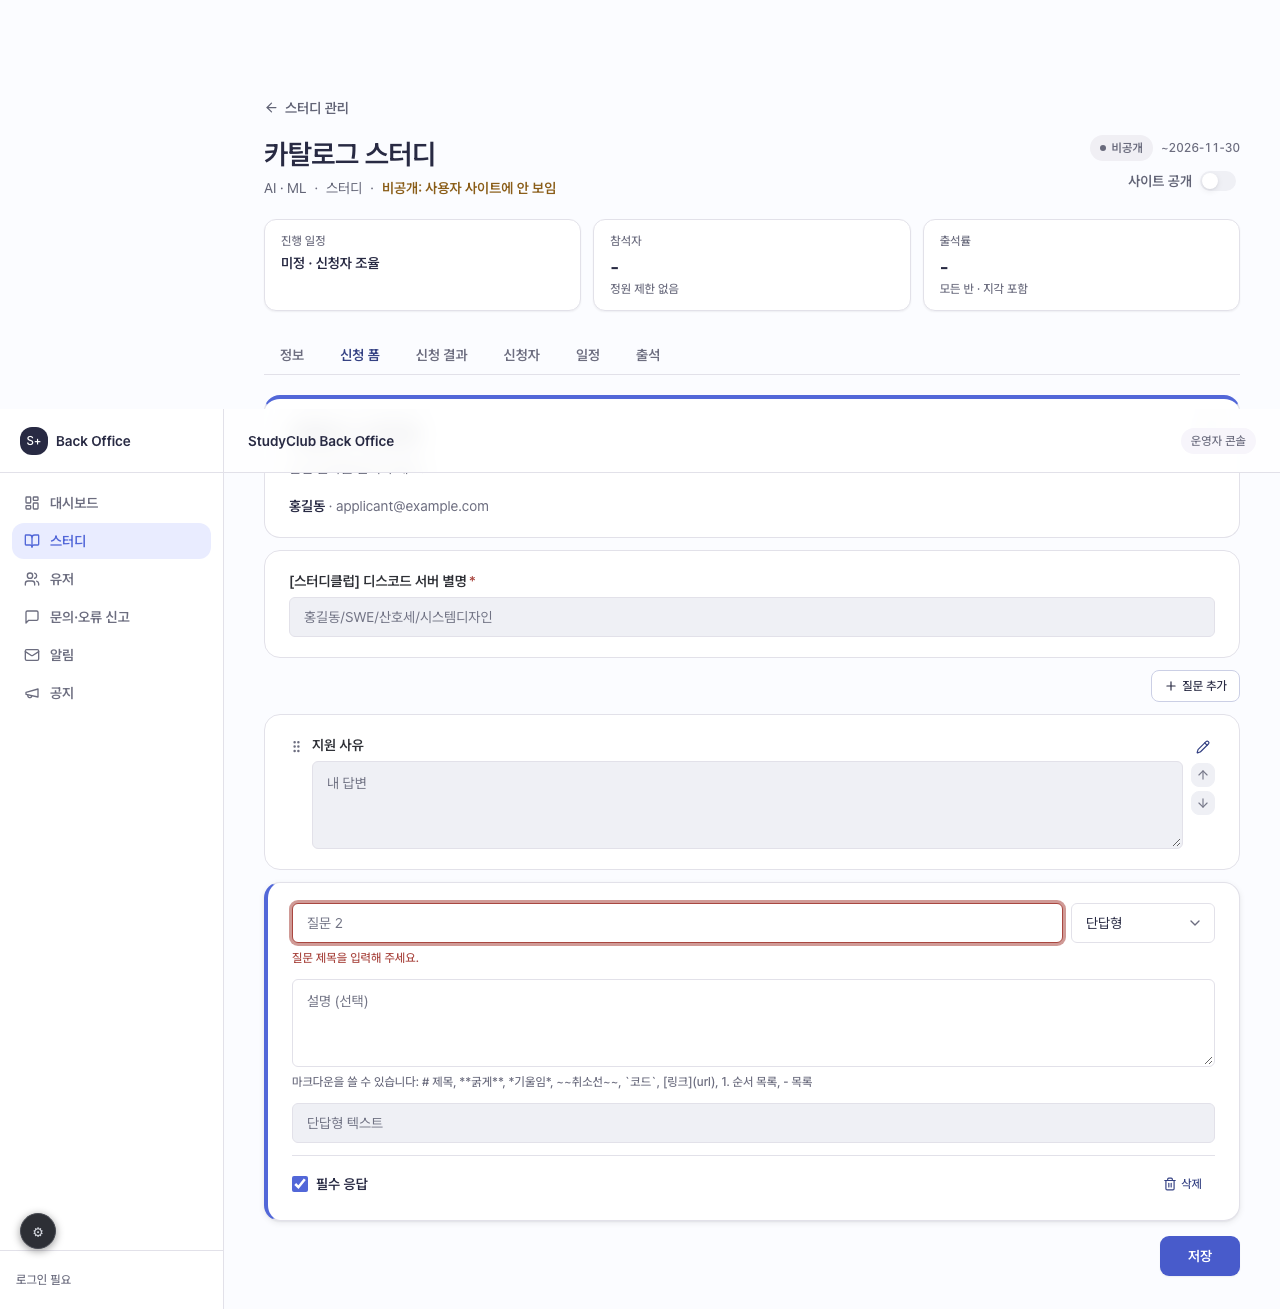 스터디 관리
카탈로그 스터디
비공개
~2026-11-30
AI · ML · 스터디 · 비공개: 사용자 사이트에 안 보임
사이트 공개
진행 일정
미정 · 신청자 조율
참석자
-
정원 제한 없음
출석률
-
모든 반 · 지각 포함
정보
신청 폼
신청 결과
신청자
일정
출석
S+
Back Office
StudyClub Back Office
운영자 콘솔
대시보드
스터디
유저
문의·오류 신고
알림
공지
홍길동 · applicant@example.com
[스터디클럽] 디스코드 서버 별명 *
홍길동/SWE/산호세/시스템디자인
질문 추가
지원 사유
내 답변
질문 2
단답형
질문 제목을 입력해 주세요.
설명 (선택)
마크다운을 쓸 수 있습니다: # 제목, **굵게**, *기울임*, ~~취소선~~, `코드`, [링크](url), 1. 순서 목록, - 목록
단답형 텍스트
필수 응답
삭제
저장
로그인 필요